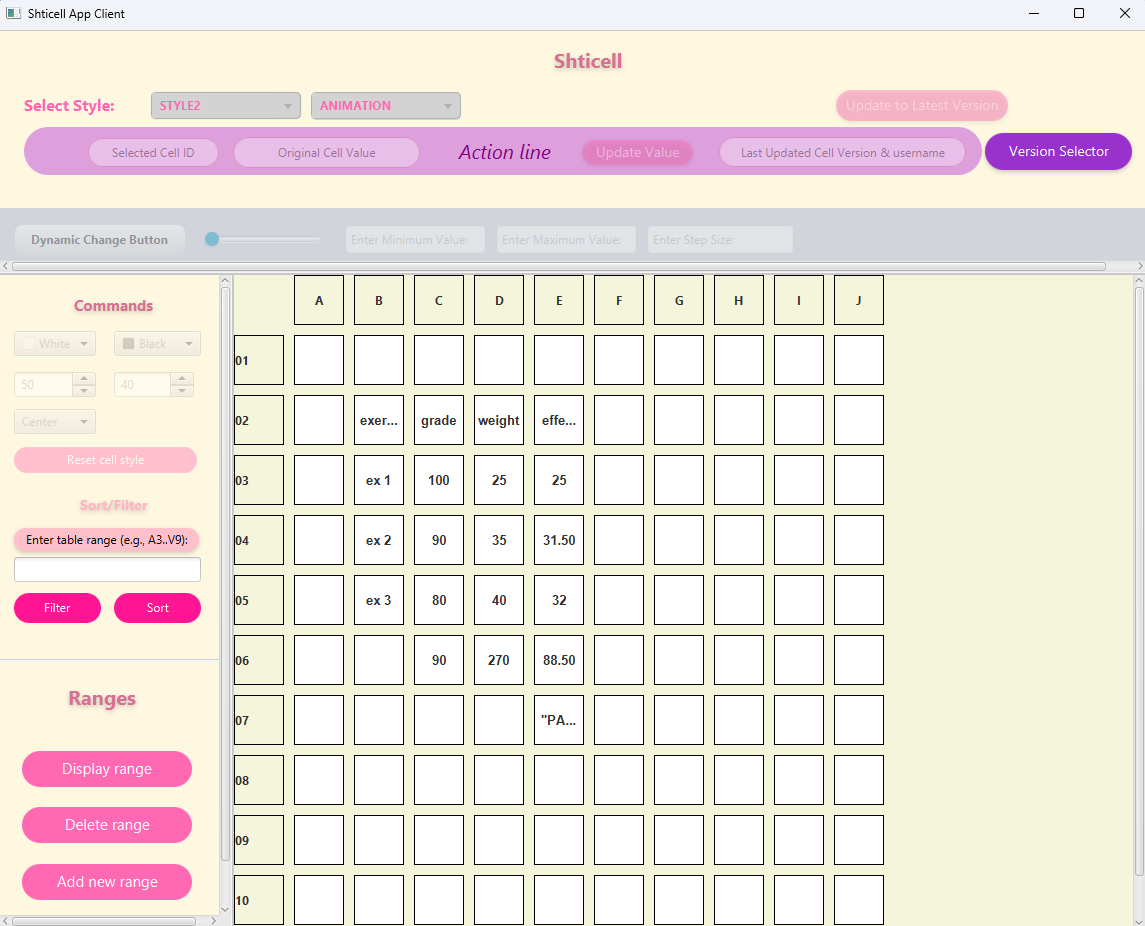 Shticell App Client
Shticell
Select Style: STYLE2 ANIMATION Update to Latest Version
Selected Cell ID Original Cell Value Action line Update Value Last Updated Cell Version & username Version Selector
Dynamic Change Button Enter Minimum Value: Enter Maximum Value: Enter Step Size:
Commands
White Black
50 40
Center
Reset cell style
Sort/Filter
Enter table range (e.g., A3..V9):
Filter Sort
Ranges
Display range
Delete range
Add new range
A B C D E F G H I J
01
02 exer... grade weight effe...
03 ex 1 100 25 25
04 ex 2 90 35 31.50
05 ex 3 80 40 32
06 90 270 88.50
07 "PA...
08
09
10